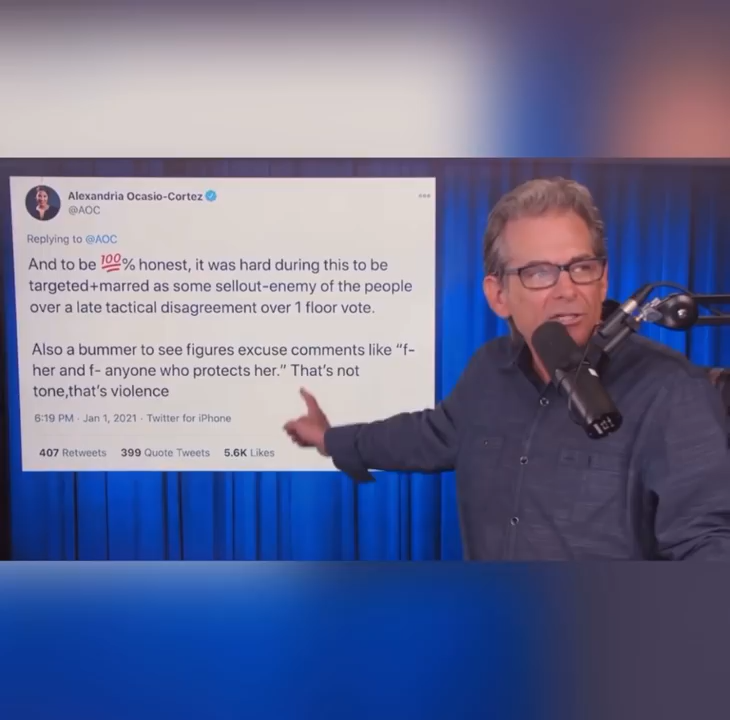 Alexandria Ocasio-Cortez
@AOC
Replying to @AOC
And to be 💯% honest, it was hard during this to be
targeted+marred as some sellout-enemy of the people
over a late tactical disagreement over 1 floor vote.
Also a bummer to see figures excuse comments like “f-
her and f- anyone who protects her.” That's not
tone,that's violence
6:19 PM · Jan 1, 2021 · Twitter for iPhone
407 Retweets 399 Quote Tweets 5.6K Likes